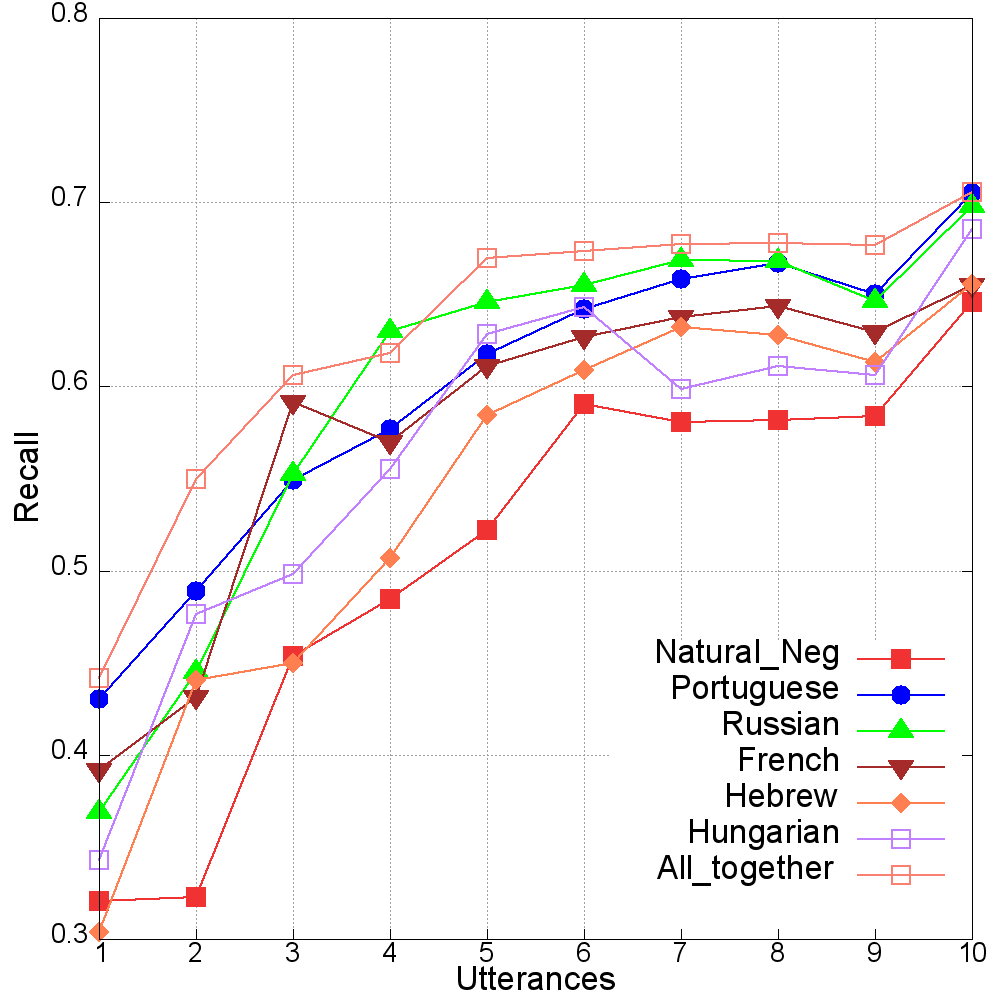 0.8
0.7
0.6
0.5
0.4
0.3
Recall
1 2 3 4 5 6 7 8 9 10
Utterances
Natural_Neg
Portuguese
Russian
French
Hebrew
Hungarian
All_together